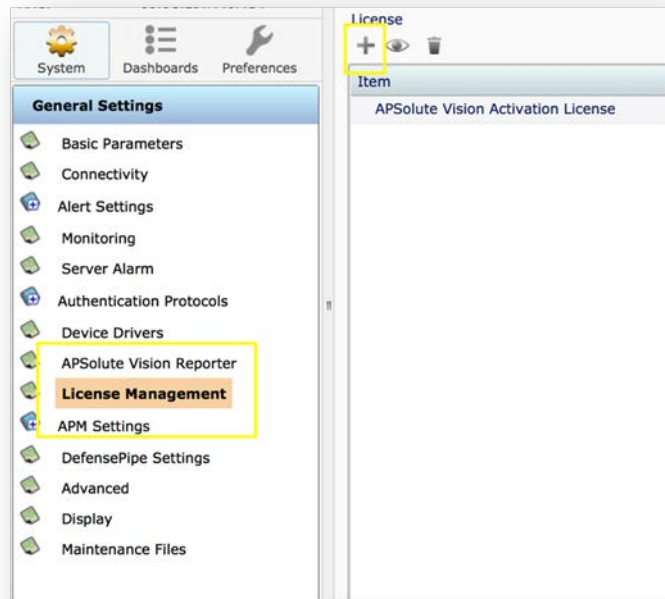 License
System Dashboards Preferences
Item
General Settings
APSolute Vision Activation License
Basic Parameters
Connectivity
Alert Settings
Monitoring
Server Alarm
Authentication Protocols
Device Drivers
APSolute Vision Reporter
License Management
APM Settings
DefensePipe Settings
Advanced
Display
Maintenance Files